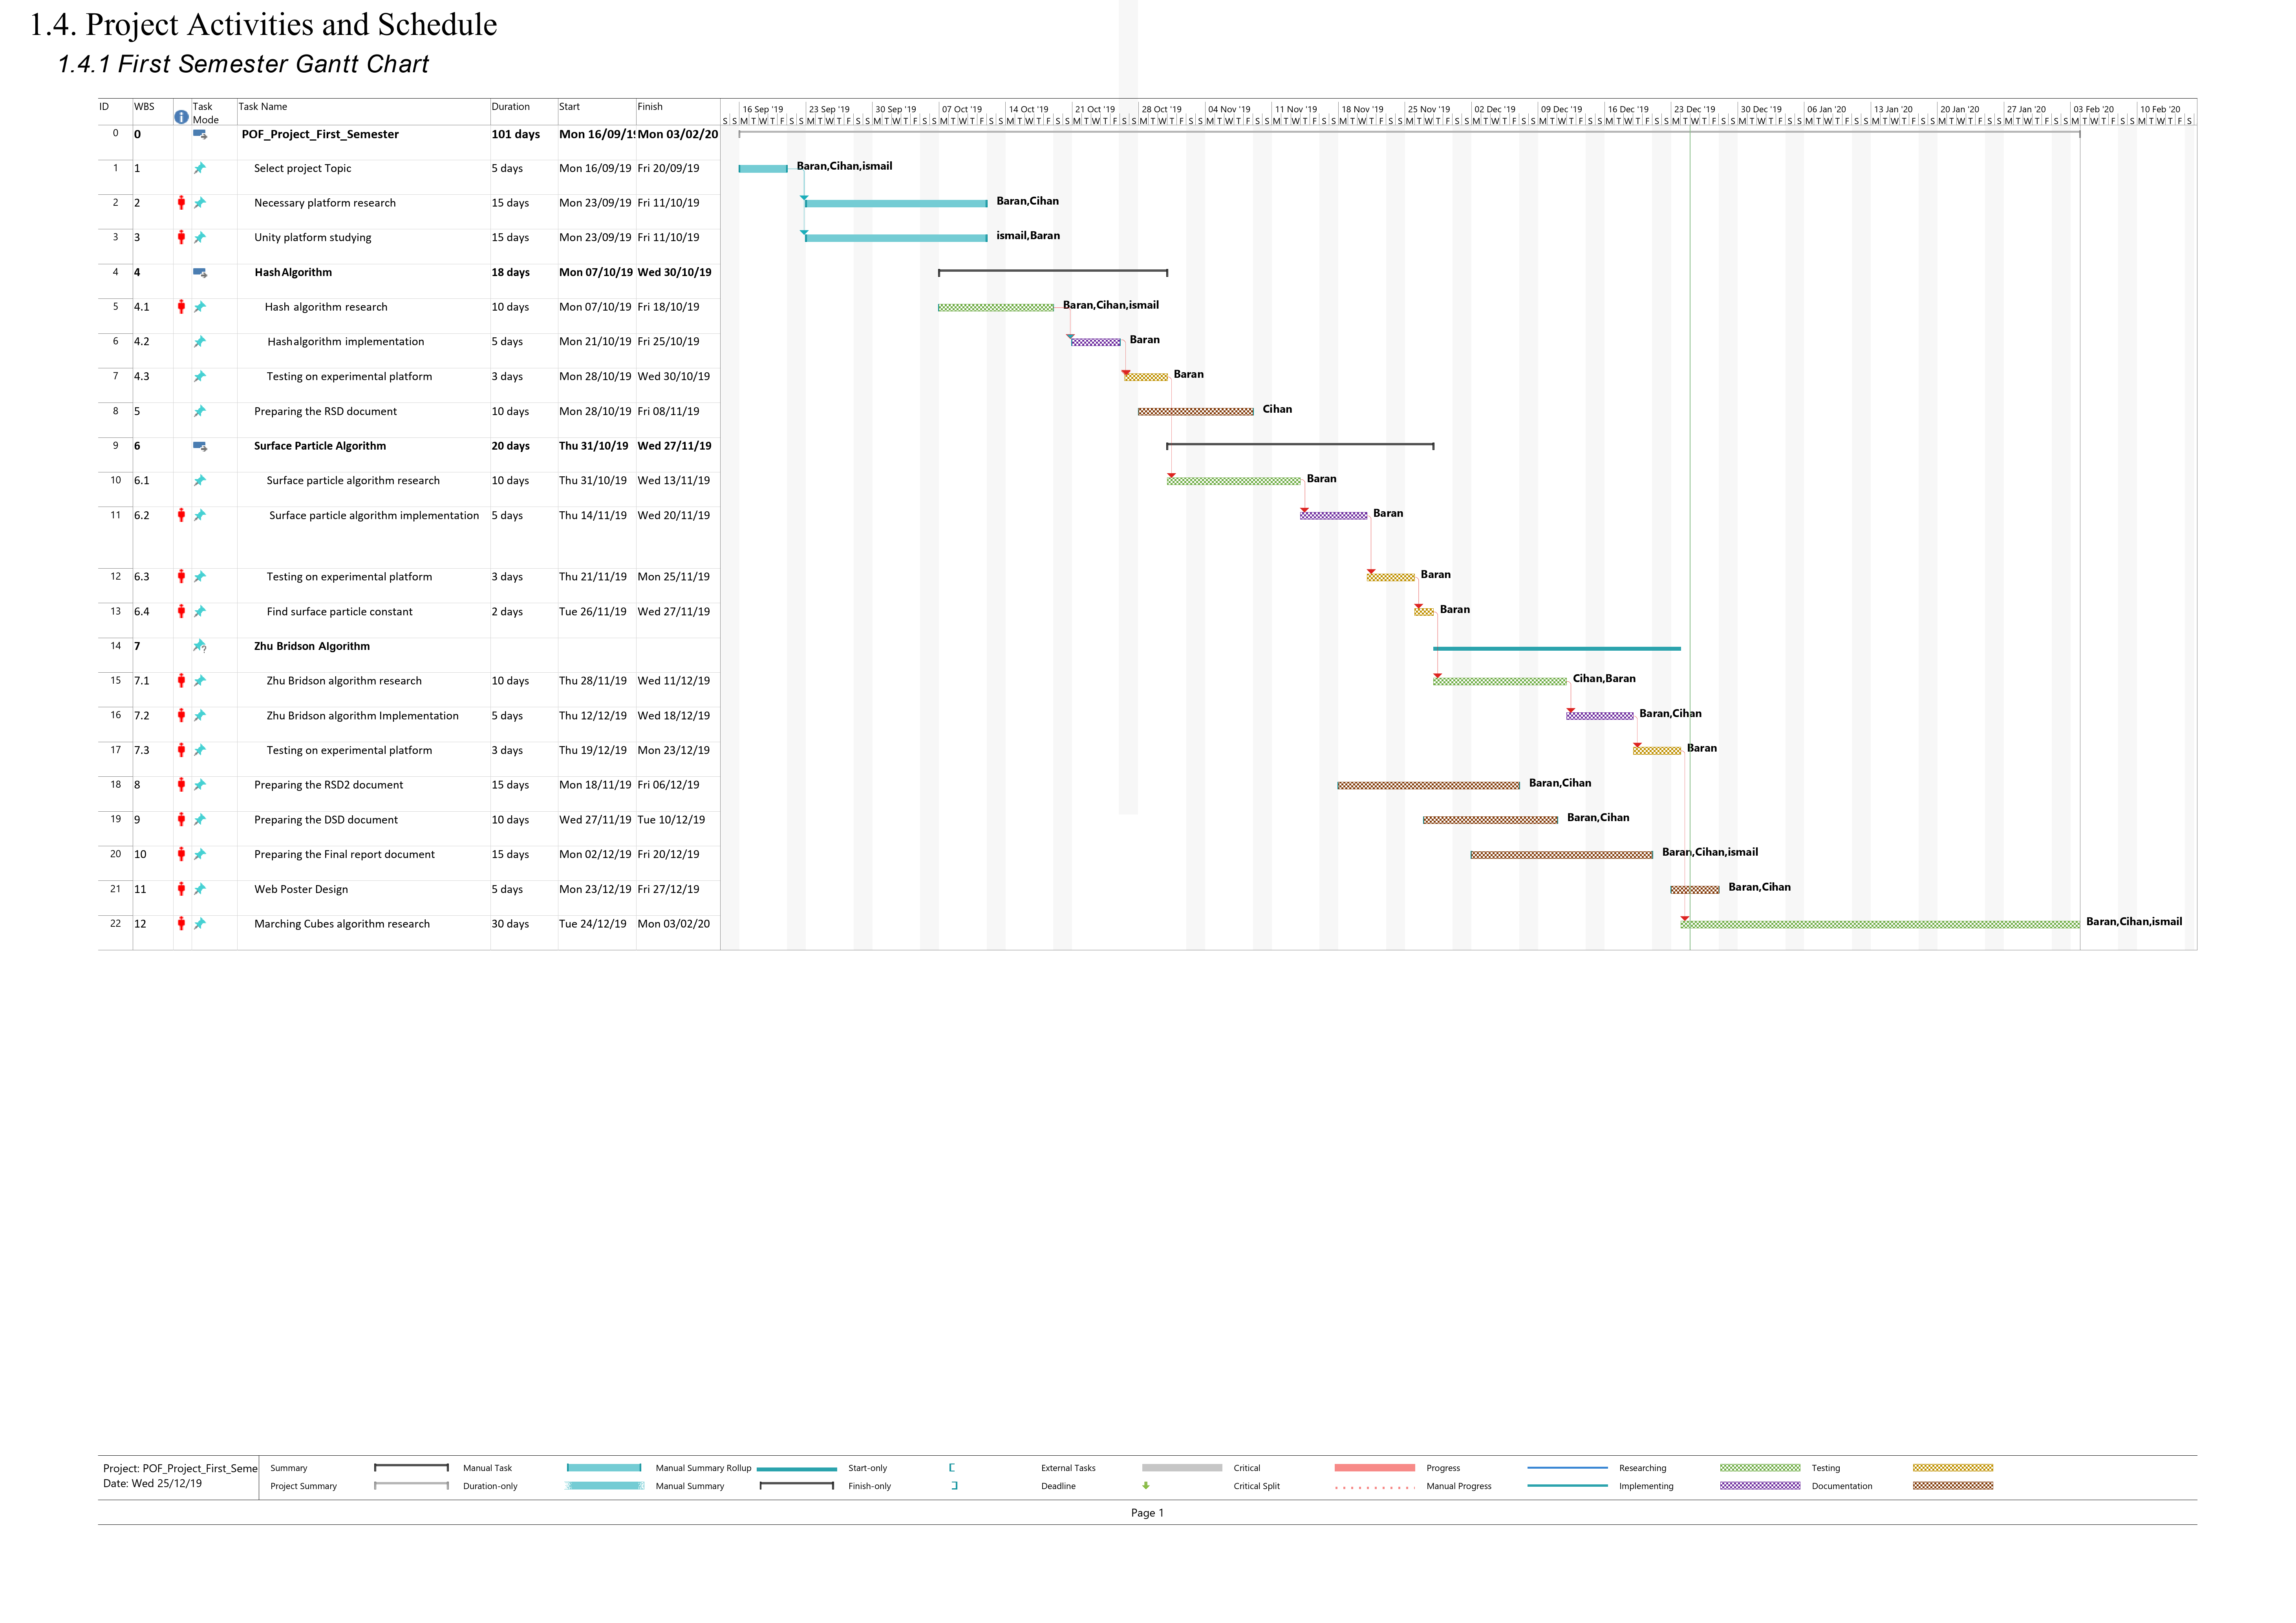 1.4. Project Activities and Schedule
1.4.1 First Semester Gantt Chart
ID WBS Task Mode Task Name Duration Start Finish
16 Sep '19 23 Sep '19 30 Sep '19 07 Oct '19 14 Oct '19 21 Oct '19 28 Oct '19 04 Nov '19 11 Nov '19 18 Nov '19 25 Nov '19 02 Dec '19 09 Dec '19 16 Dec '19 23 Dec '19 30 Dec '19 06 Jan '20 13 Jan '20 20 Jan '20 27 Jan '20 03 Feb '20 10 Feb '20
S S M T W T F S S M T W T F S S M T W T F S S M T W T F S S M T W T F S S M T W T F S S M T W T F S S M T W T F S S M T W T F S S M T W T F S S M T W T F S S M T W T F S S M T W T F S S M T W T F S S M T W T F S S M T W T F S S M T W T F S S M T W T F S S M T W T F S S M T W T F S S M T W T F S S M T W T F S
0 0 POF_Project_First_Semester 101 days Mon 16/09/19 Mon 03/02/20
1 1 Select project Topic 5 days Mon 16/09/19 Fri 20/09/19 Baran,Cihan,ismail
2 2 Necessary platform research 15 days Mon 23/09/19 Fri 11/10/19 Baran,Cihan
3 3 Unity platform studying 15 days Mon 23/09/19 Fri 11/10/19 ismail,Baran
4 4 Hash Algorithm 18 days Mon 07/10/19 Wed 30/10/19
5 4.1 Hash algorithm research 10 days Mon 07/10/19 Fri 18/10/19 Baran,Cihan,ismail
6 4.2 Hash algorithm implementation 5 days Mon 21/10/19 Fri 25/10/19 Baran
7 4.3 Testing on experimental platform 3 days Mon 28/10/19 Wed 30/10/19 Baran
8 5 Preparing the RSD document 10 days Mon 28/10/19 Fri 08/11/19 Cihan
9 6 Surface Particle Algorithm 20 days Thu 31/10/19 Wed 27/11/19
10 6.1 Surface particle algorithm research 10 days Thu 31/10/19 Wed 13/11/19 Baran
11 6.2 Surface particle algorithm implementation 5 days Thu 14/11/19 Wed 20/11/19 Baran
12 6.3 Testing on experimental platform 3 days Thu 21/11/19 Mon 25/11/19 Baran
13 6.4 Find surface particle constant 2 days Tue 26/11/19 Wed 27/11/19 Baran
14 7 Zhu Bridson Algorithm
15 7.1 Zhu Bridson algorithm research 10 days Thu 28/11/19 Wed 11/12/19 Cihan,Baran
16 7.2 Zhu Bridson algorithm Implementation 5 days Thu 12/12/19 Wed 18/12/19 Baran,Cihan
17 7.3 Testing on experimental platform 3 days Thu 19/12/19 Mon 23/12/19 Baran
18 8 Preparing the RSD2 document 15 days Mon 18/11/19 Fri 06/12/19 Baran,Cihan
19 9 Preparing the DSD document 10 days Wed 27/11/19 Tue 10/12/19 Baran,Cihan
20 10 Preparing the Final report document 15 days Mon 02/12/19 Fri 20/12/19 Baran,Cihan,ismail
21 11 Web Poster Design 5 days Mon 23/12/19 Fri 27/12/19 Baran,Cihan
22 12 Marching Cubes algorithm research 30 days Tue 24/12/19 Mon 03/02/20 Baran,Cihan,ismail
Project: POF_Project_First_Seme
Date: Wed 25/12/19
Summary Manual Task Manual Summary Rollup Start-only External Tasks Critical Progress Researching Testing
Project Summary Duration-only Manual Summary Finish-only Deadline Critical Split Manual Progress Implementing Documentation
Page 1